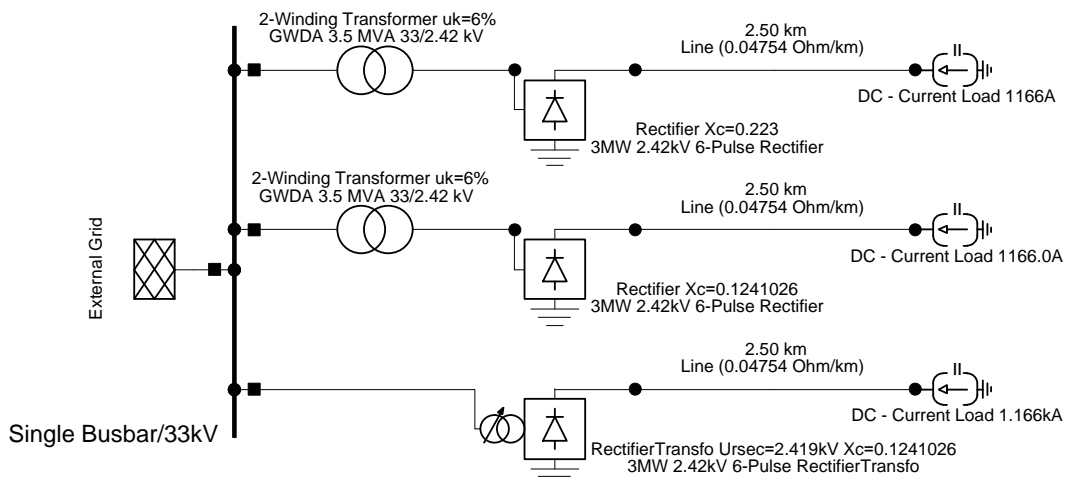 2-Winding Transformer uk=6%
GWDA 3.5 MVA 33/2.42 kV
2.50 km
Line (0.04754 Ohm/km)
DC - Current Load 1166A
Rectifier Xc=0.223
3MW 2.42kV 6-Pulse Rectifier
2-Winding Transformer uk=6%
GWDA 3.5 MVA 33/2.42 kV
2.50 km
Line (0.04754 Ohm/km)
DC - Current Load 1166.0A
External Grid
Rectifier Xc=0.1241026
3MW 2.42kV 6-Pulse Rectifier
2.50 km
Line (0.04754 Ohm/km)
DC - Current Load 1.166kA
Single Busbar/33kV
RectifierTransfo Ursec=2.419kV Xc=0.1241026
3MW 2.42kV 6-Pulse RectifierTransfo